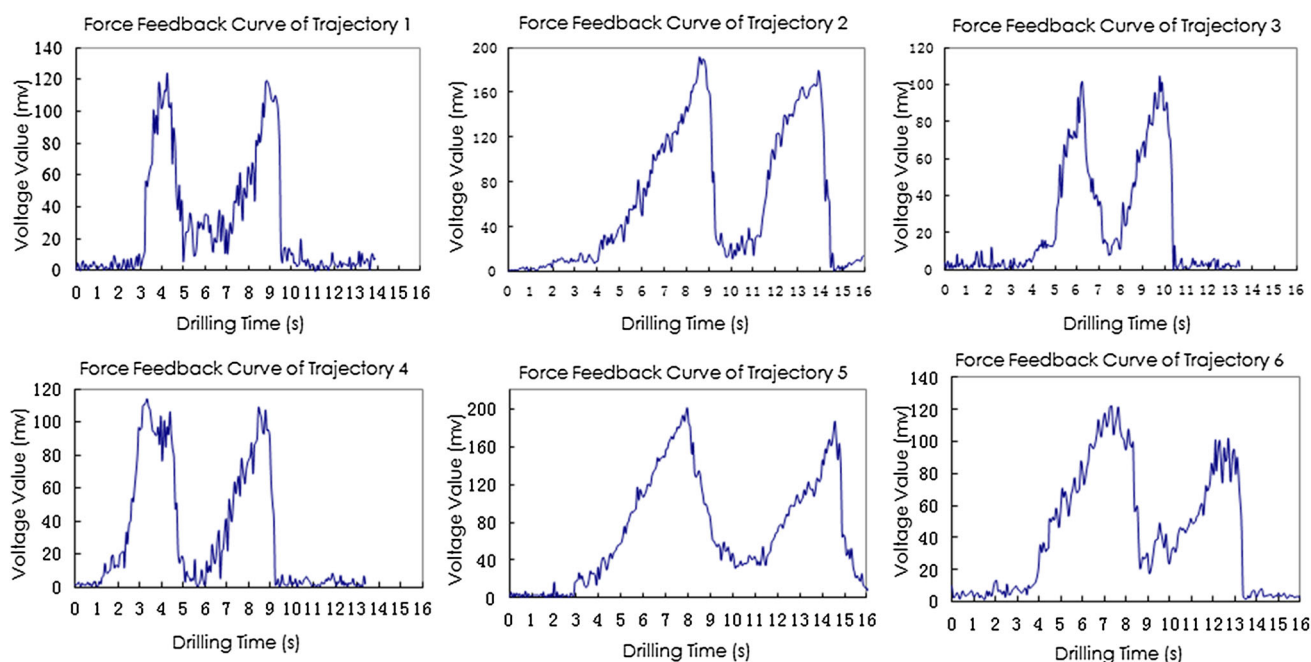 Force Feedback Curve of Trajectory 1
Voltage Value (mv)
140
120
100
80
60
40
20
0
0 1 2 3 4 5 6 7 8 9 10 11 12 13 14 15 16
Drilling Time (s)
Force Feedback Curve of Trajectory 2
Voltage Value (mv)
200
160
120
80
40
0
0 1 2 3 4 5 6 7 8 9 10 11 12 13 14 15 16
Drilling Time (s)
Force Feedback Curve of Trajectory 3
Voltage Value (mv)
120
100
80
60
40
20
0
0 1 2 3 4 5 6 7 8 9 10 11 12 13 14 15 16
Drilling Time (s)
Force Feedback Curve of Trajectory 4
Voltage Value (mv)
120
100
80
60
40
20
0
0 1 2 3 4 5 6 7 8 9 10 11 12 13 14 15 16
Drilling Time (s)
Force Feedback Curve of Trajectory 5
Voltage Value (mv)
200
160
120
80
40
0
0 1 2 3 4 5 6 7 8 9 10 11 12 13 14 15 16
Drilling Time (s)
Force Feedback Curve of Trajectory 6
Voltage Value (mv)
140
120
100
80
60
40
20
0
0 1 2 3 4 5 6 7 8 9 10 11 12 13 14 15 16
Drilling Time (s)